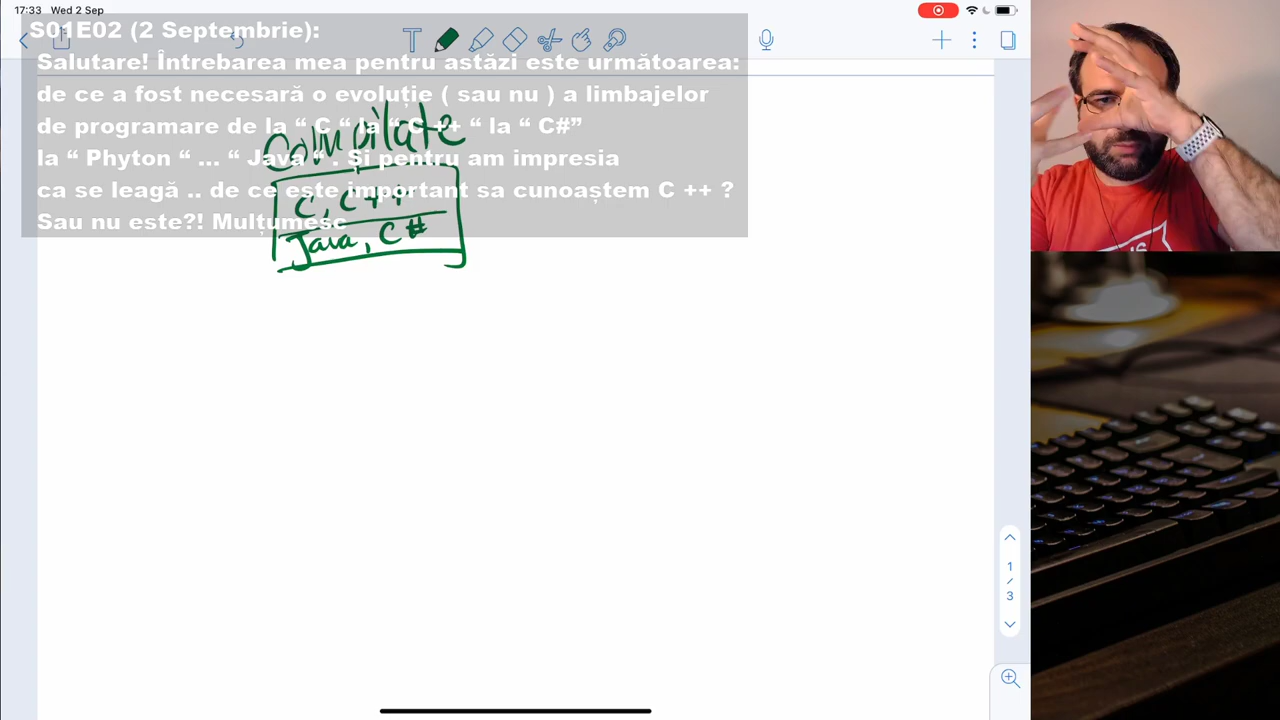 17:33 Wed 2 Sep
S01E02 (2 Septembrie):
Salutare! Întrebarea mea pentru astăzi este următoarea:
de ce a fost necesară o evoluție ( sau nu ) a limbajelor
de programare de la “ C “ la “ C ++ “ la “ C#”
la “ Phyton “ ... “ Java “ . Și pentru am impresia
ca se leagă .. de ce este important sa cunoaștem C ++ ?
Sau nu este?! Mulțumesc
Compilate
C, C++
Java, C#
T
1
/
3